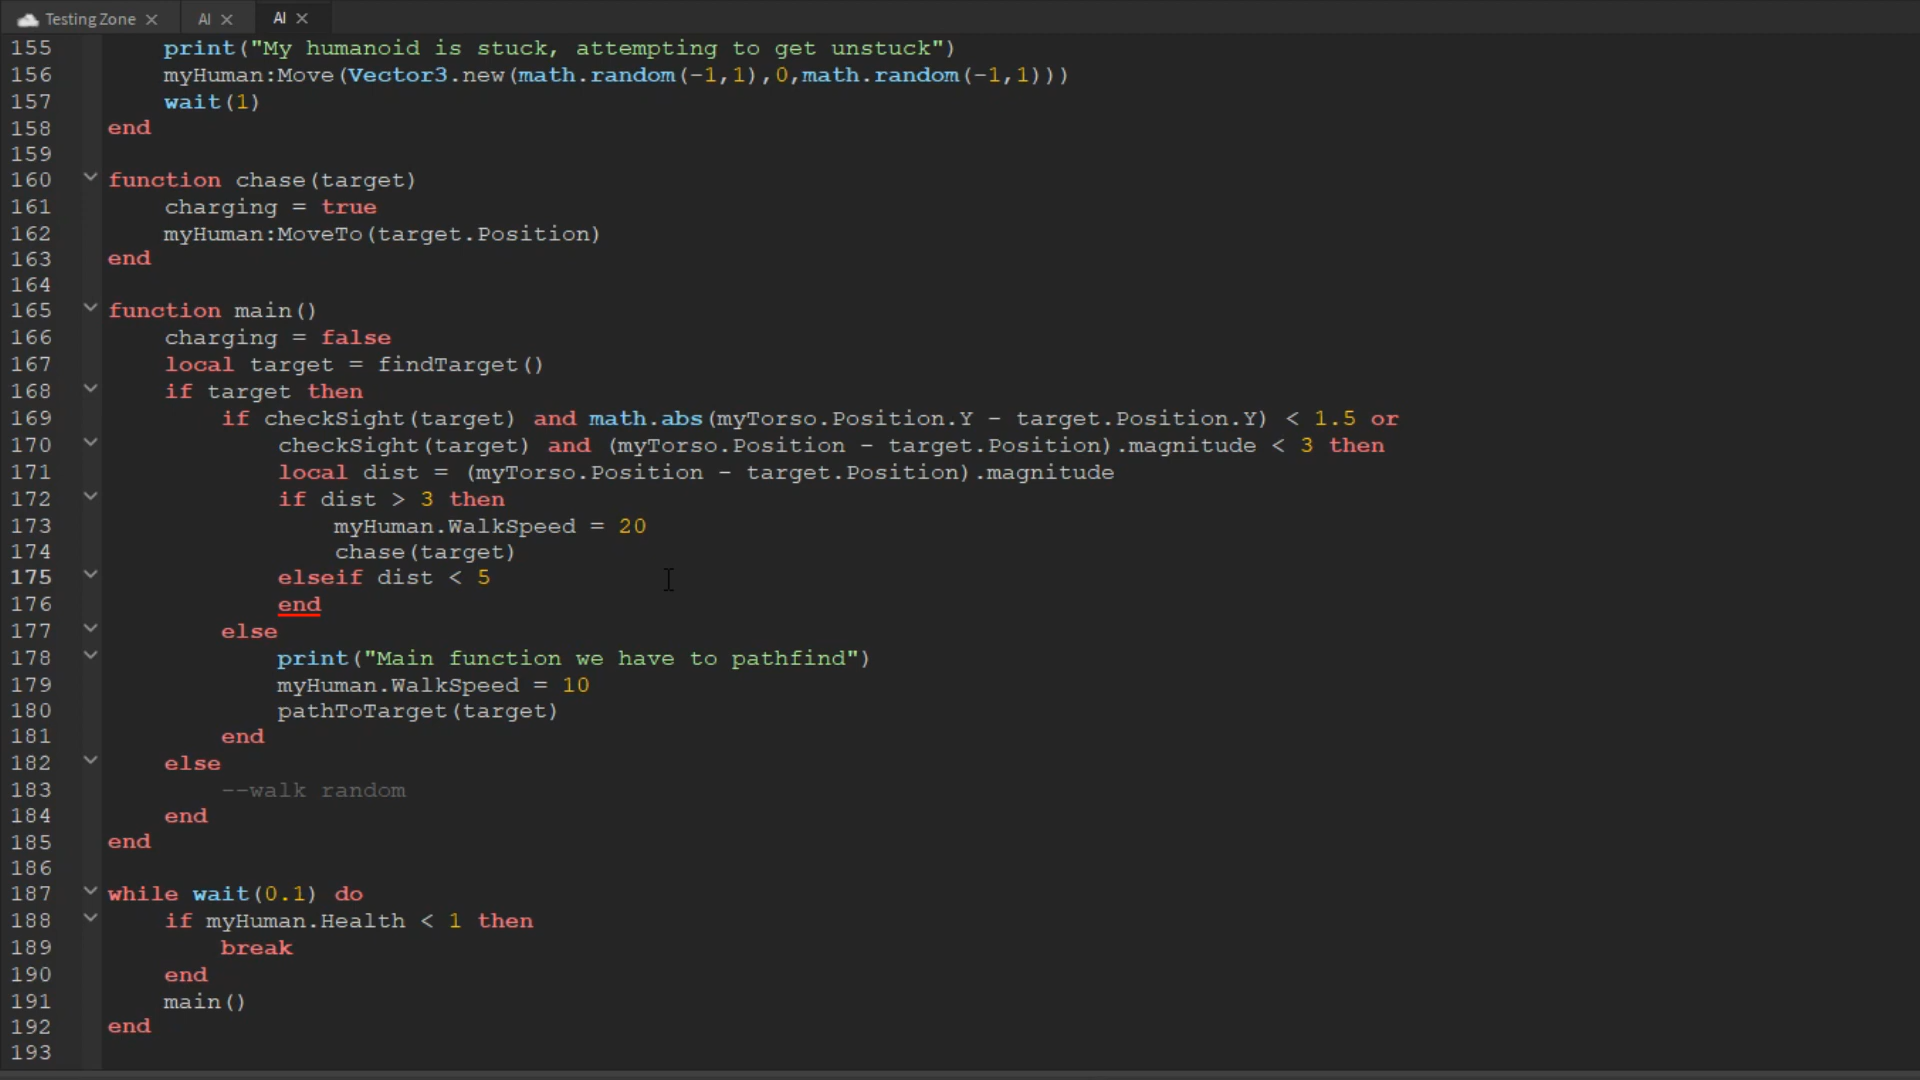 Testing Zone AI AI
155     print("My humanoid is stuck, attempting to get unstuck")
156     myHuman:Move(Vector3.new(math.random(-1,1),0,math.random(-1,1)))
157     wait(1)
158 end
159
160 function chase(target)
161     charging = true
162     myHuman:MoveTo(target.Position)
163 end
164
165 function main()
166     charging = false
167     local target = findTarget()
168     if target then
169         if checkSight(target) and math.abs(myTorso.Position.Y - target.Position.Y) < 1.5 or
170             checkSight(target) and (myTorso.Position - target.Position).magnitude < 3 then
171             local dist = (myTorso.Position - target.Position).magnitude
172             if dist > 3 then
173                 myHuman.WalkSpeed = 20
174                 chase(target)
175             elseif dist < 5
176             end
177         else
178             print("Main function we have to pathfind")
179             myHuman.WalkSpeed = 10
180             pathToTarget(target)
181         end
182     else
183         --walk random
184     end
185 end
186
187 while wait(0.1) do
188     if myHuman.Health < 1 then
189         break
190     end
191     main()
192 end
193